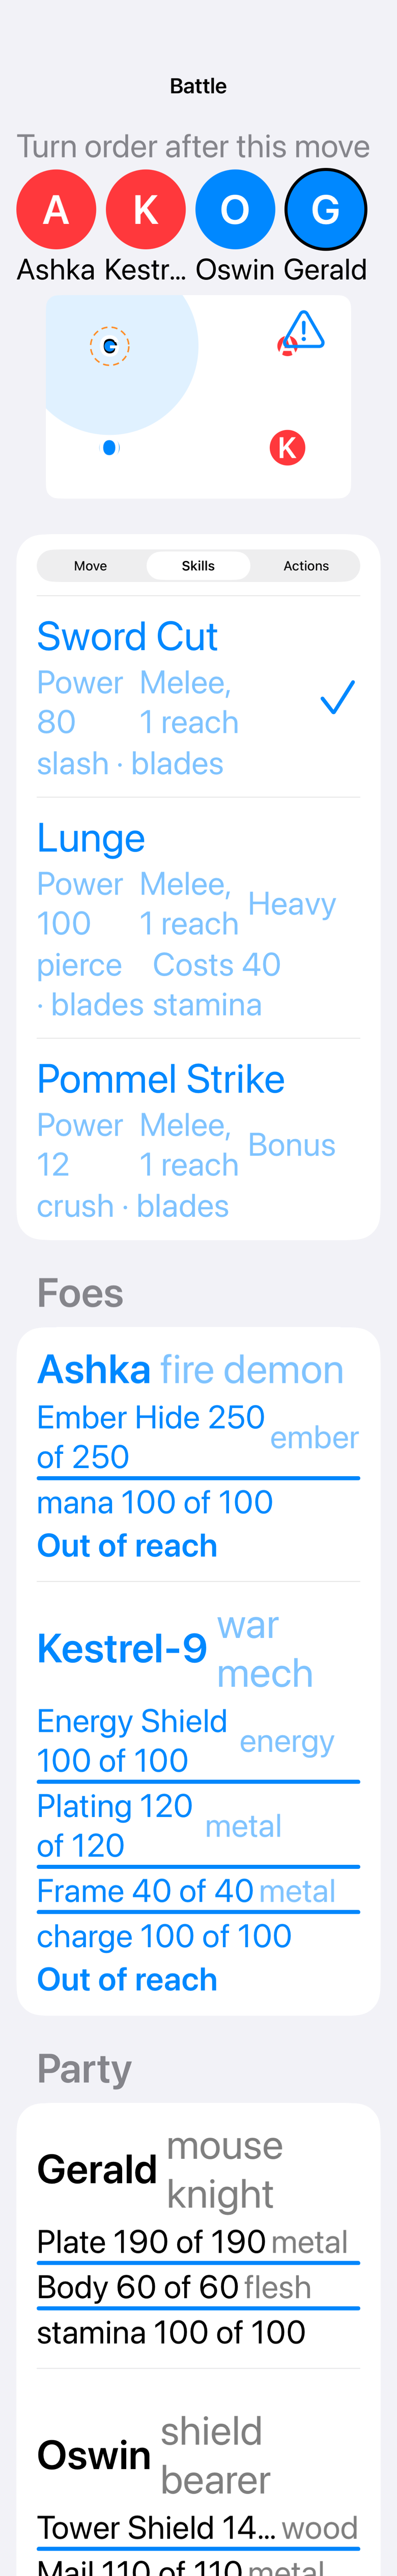 Battle
Turn order after this move
A K O G
Ashka Kestr... Oswin Gerald
G
K
Move Skills Actions
Sword Cut
Power Melee,
80 1 reach
slash · blades
Lunge
Power Melee,
100 1 reach
Heavy
pierce Costs 40
· blades stamina
Pommel Strike
Power Melee,
12 1 reach
Bonus
crush · blades
Foes
Ashka fire demon
Ember Hide 250
of 250
ember
mana 100 of 100
Out of reach
Kestrel-9
war
mech
Energy Shield
100 of 100
energy
Plating 120
of 120
metal
Frame 40 of 40 metal
charge 100 of 100
Out of reach
Party
Gerald
mouse
knight
Plate 190 of 190 metal
Body 60 of 60 flesh
stamina 100 of 100
Oswin
shield
bearer
Tower Shield 14... wood
Mail 110 of 110 metal